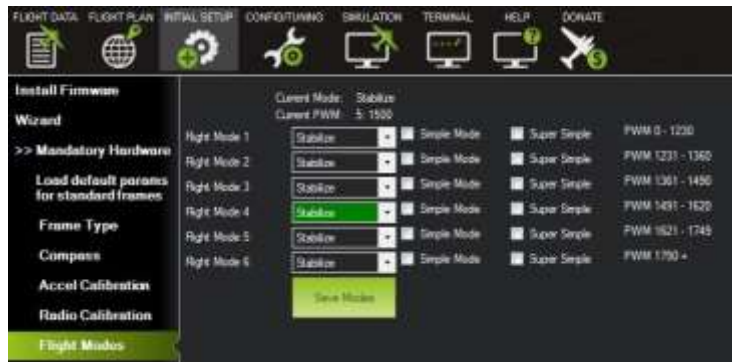 FLIGHT DATA FLIGHT PLAN INITIAL SETUP CONFIG/TUNING SIMULATION TERMINAL HELP DONATE
Install Firmware
Wizard
>> Mandatory Hardware
Load default params
for standard frames
Frame Type
Compass
Accel Calibration
Radio Calibration
Flight Modes
Current Mode: Stabilize
Current PWM: 5: 1500
Flight Mode 1 Stabilize Simple Mode Super Simple PWM 0 - 1230
Flight Mode 2 Stabilize Simple Mode Super Simple PWM 1231 - 1360
Flight Mode 3 Stabilize Simple Mode Super Simple PWM 1361 - 1490
Flight Mode 4 Stabilize Simple Mode Super Simple PWM 1491 - 1620
Flight Mode 5 Stabilize Simple Mode Super Simple PWM 1621 - 1749
Flight Mode 6 Stabilize Simple Mode Super Simple PWM 1750 +
Save Modes